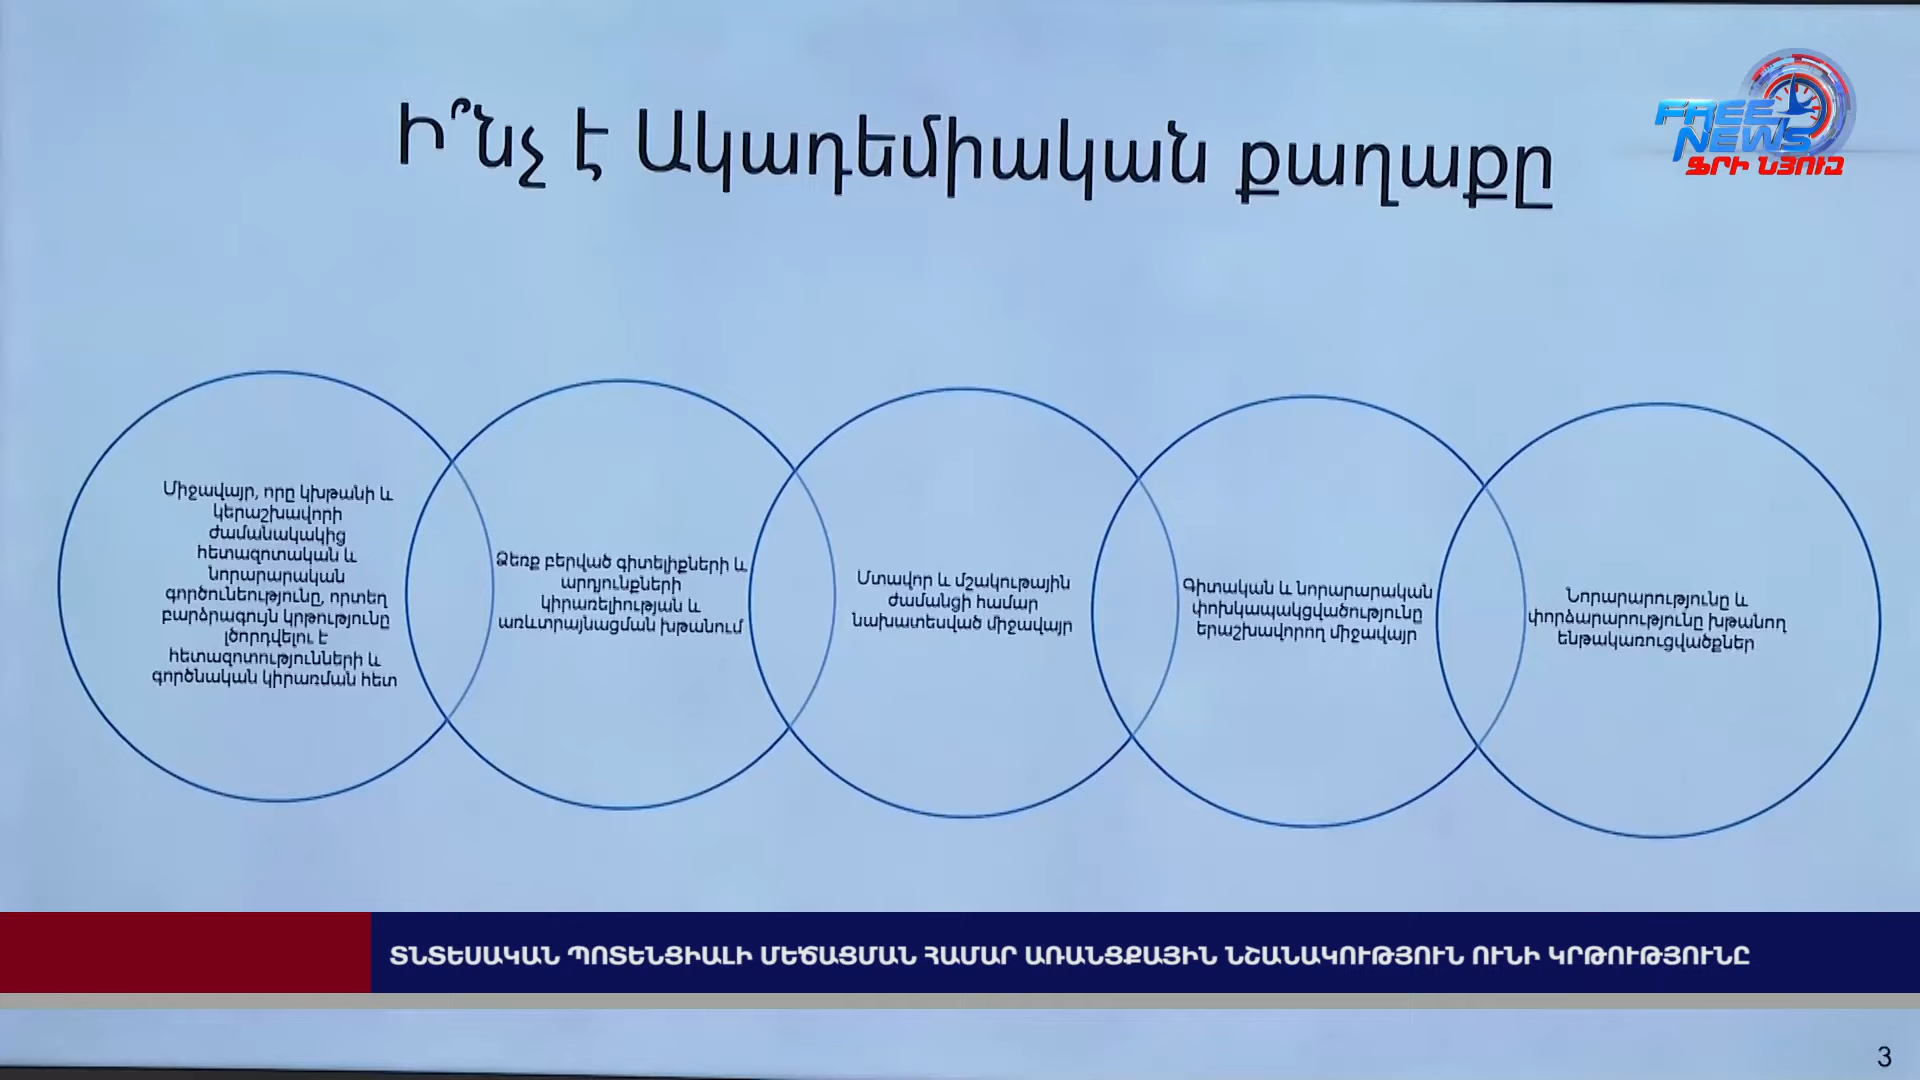 Ի՞նչ է Ակադեմիական քաղաքը
FREE
NEWS
ՖՐԻ ՆՅՈՒԶ
Միջավայր, որը կխթանի և
կերաշխավորի
ժամանակակից
հետազոտական և
նորարարական
գործունեությունը, որտեղ
բարձրագույն կրթությունը
լծորդվելու է
հետազոտությունների և
գործնական կիրառման հետ
Ձեռք բերված գիտելիքների և
արդյունքների
կիրառելիության և
առևտրայնացման խթանում
Մտավոր և մշակութային
ժամանցի համար
նախատեսված միջավայր
Գիտական և նորարարական
փոխկապակցվածությունը
երաշխավորող միջավայր
Նորարարությունը և
փորձարարությունը խթանող
ենթակառուցվածքներ
ՏՆՏԵՍԱԿԱՆ ՊՈՏԵՆՑԻԱԼԻ ՄԵԾԱՑՄԱՆ ՀԱՄԱՐ ԱՌԱՆՑՔԱՅԻՆ ՆՇԱՆԱԿՈՒԹՅՈՒՆ ՈՒՆԻ ԿՐԹՈՒԹՅՈՒՆԸ
3